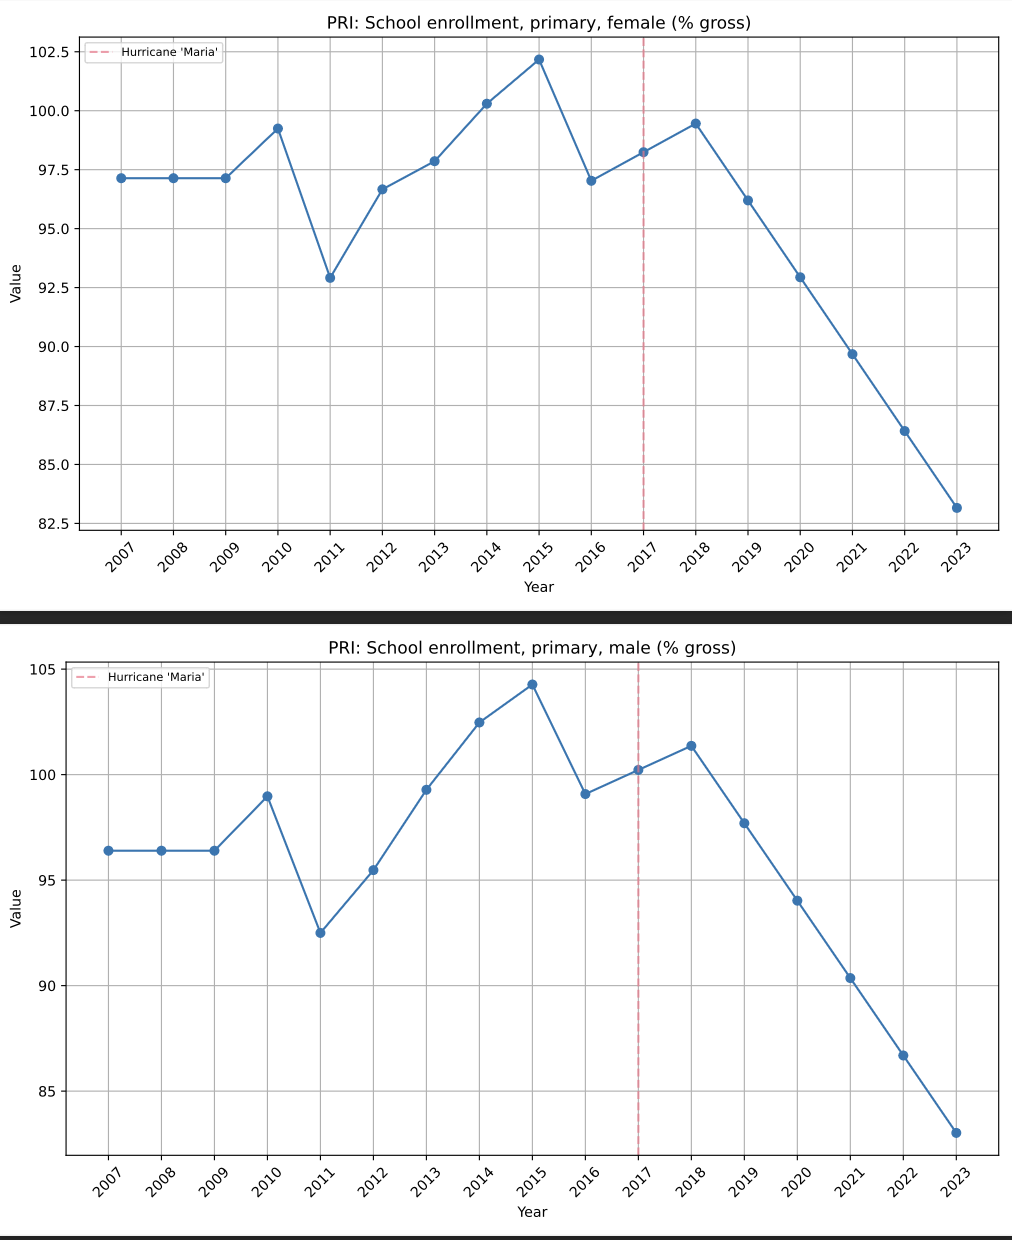 PRI: School enrollment, primary, female (% gross)
Hurricane 'Maria'
102.5
100.0
97.5
95.0
92.5
90.0
87.5
85.0
82.5
Value
2007 2008 2009 2010 2011 2012 2013 2014 2015 2016 2017 2018 2019 2020 2021 2022 2023
Year
PRI: School enrollment, primary, male (% gross)
Hurricane 'Maria'
105
100
95
90
85
Value
2007 2008 2009 2010 2011 2012 2013 2014 2015 2016 2017 2018 2019 2020 2021 2022 2023
Year